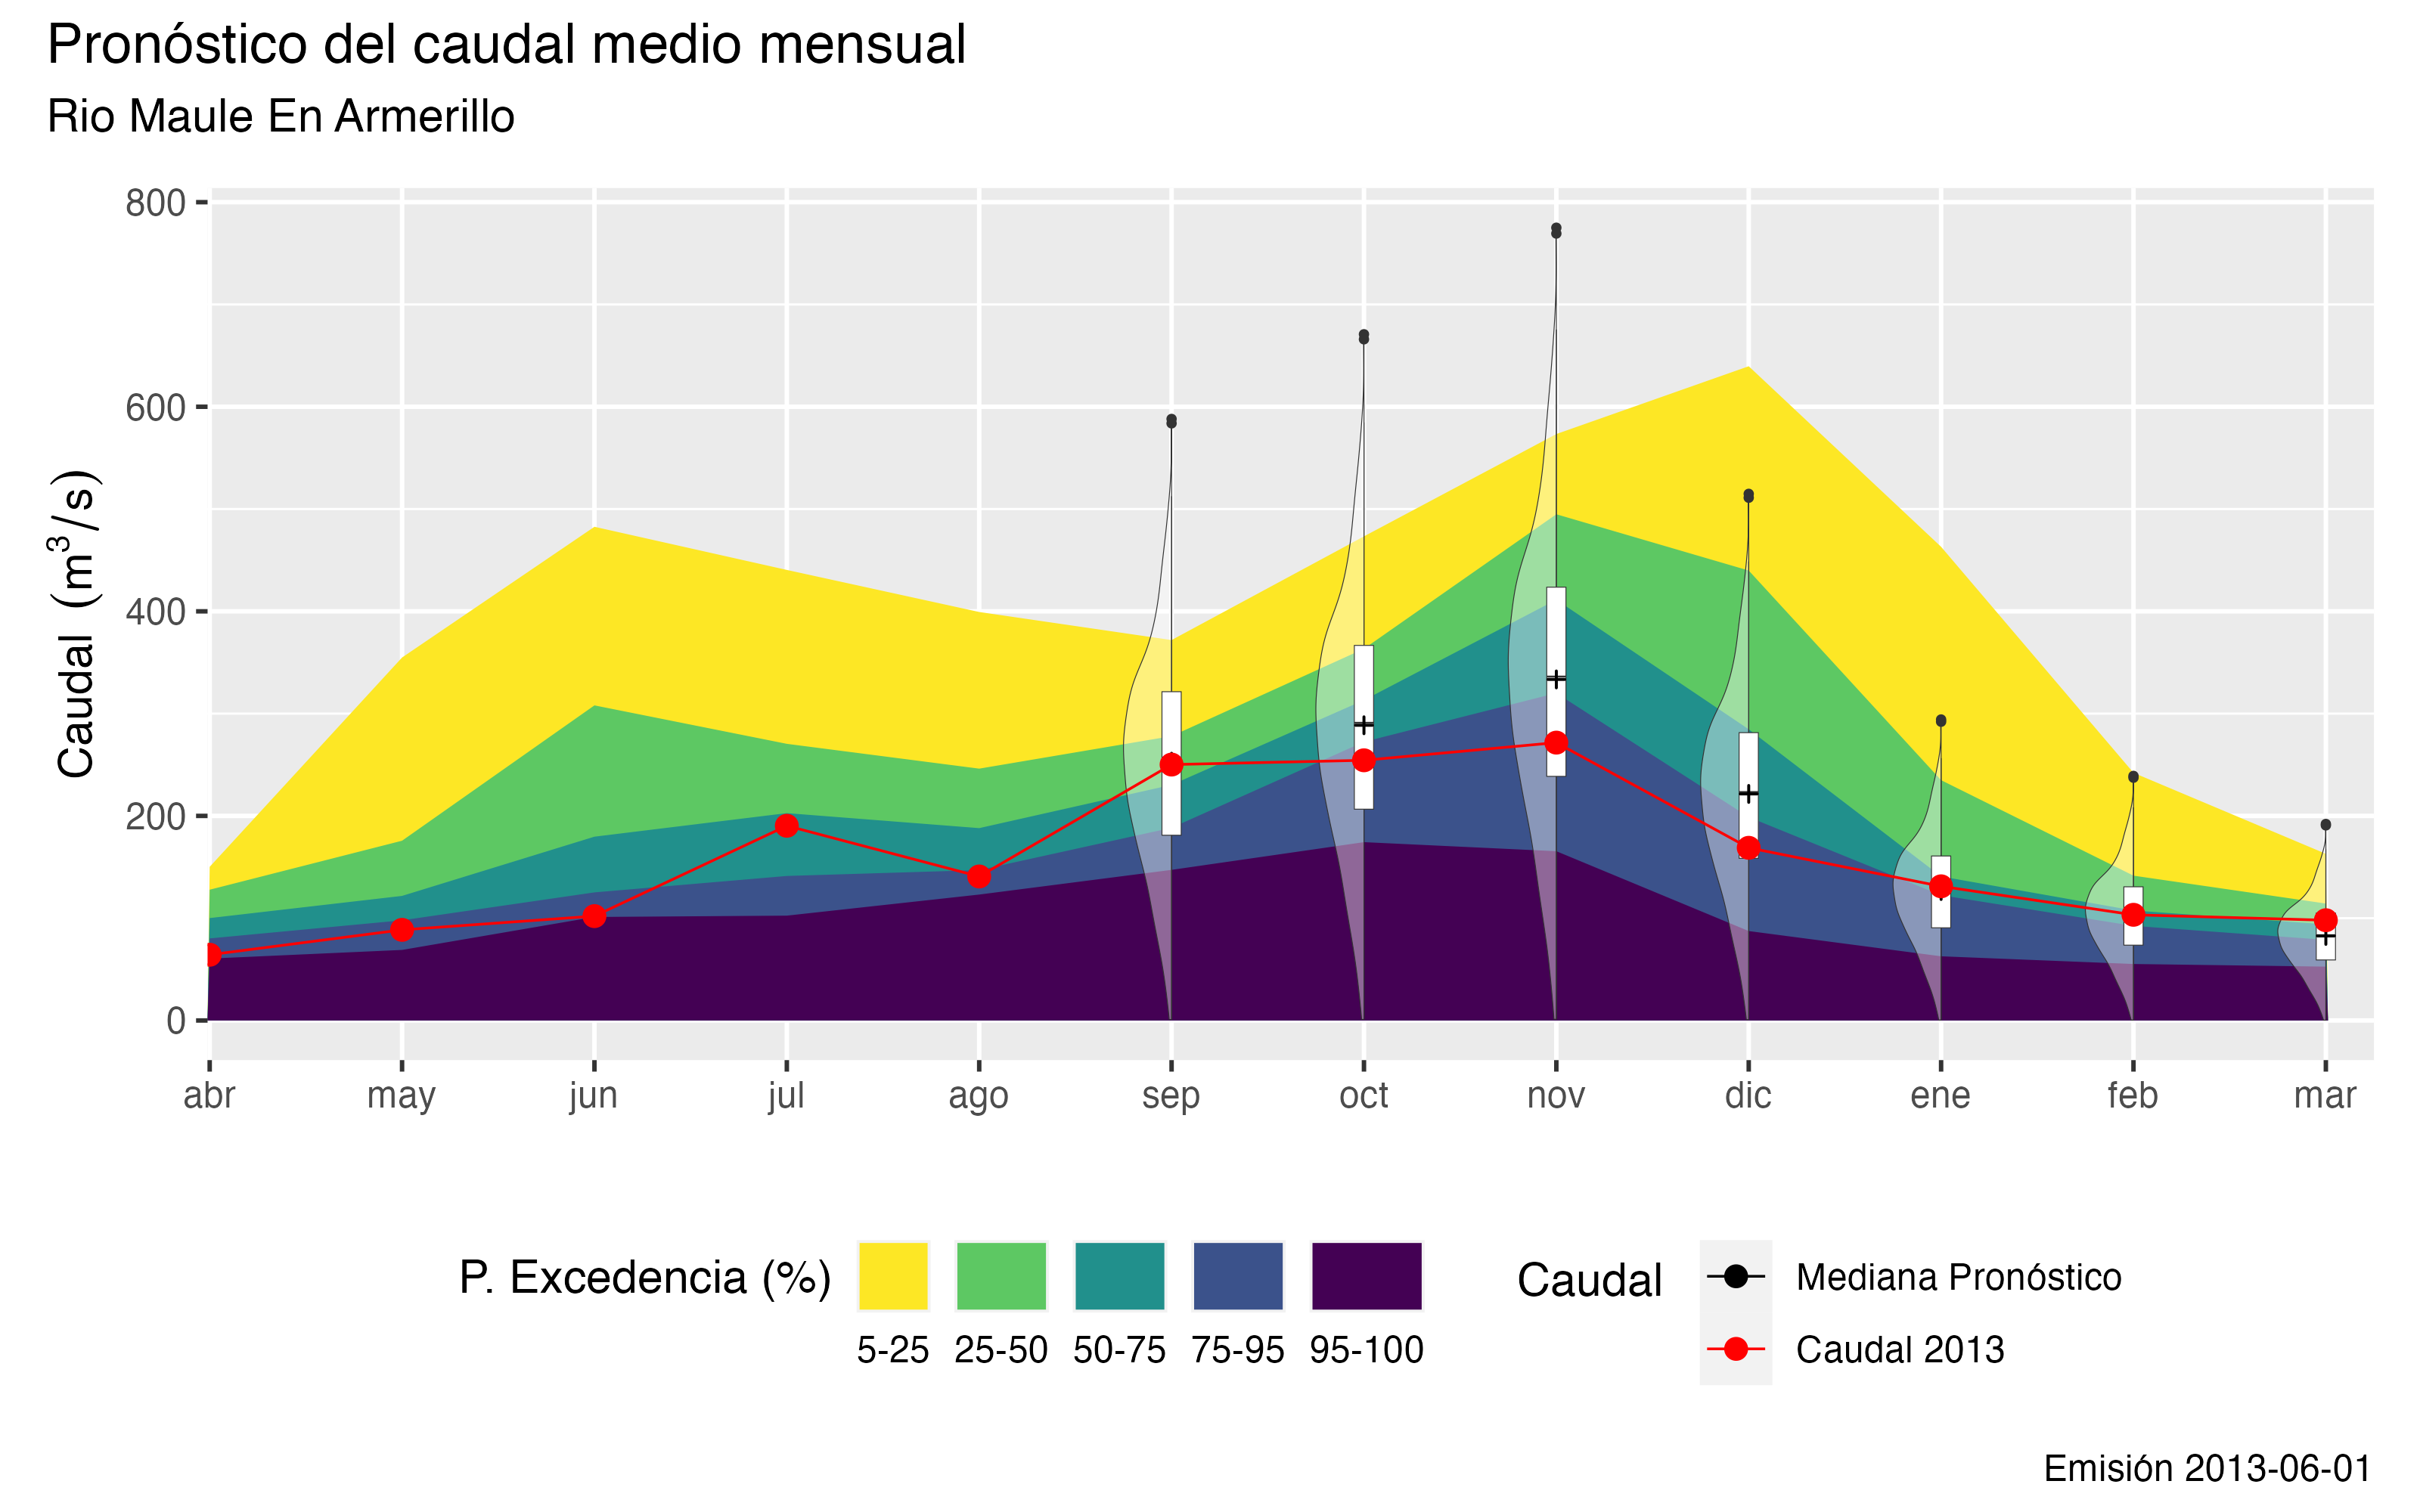 Pronóstico del caudal medio mensual
Rio Maule En Armerillo
Caudal (m³/s)
800
600
400
200
0
abr may jun jul ago sep oct nov dic ene feb mar
P. Excedencia (%)
5-25 25-50 50-75 75-95 95-100
Caudal
Mediana Pronóstico
Caudal 2013
Emisión 2013-06-01